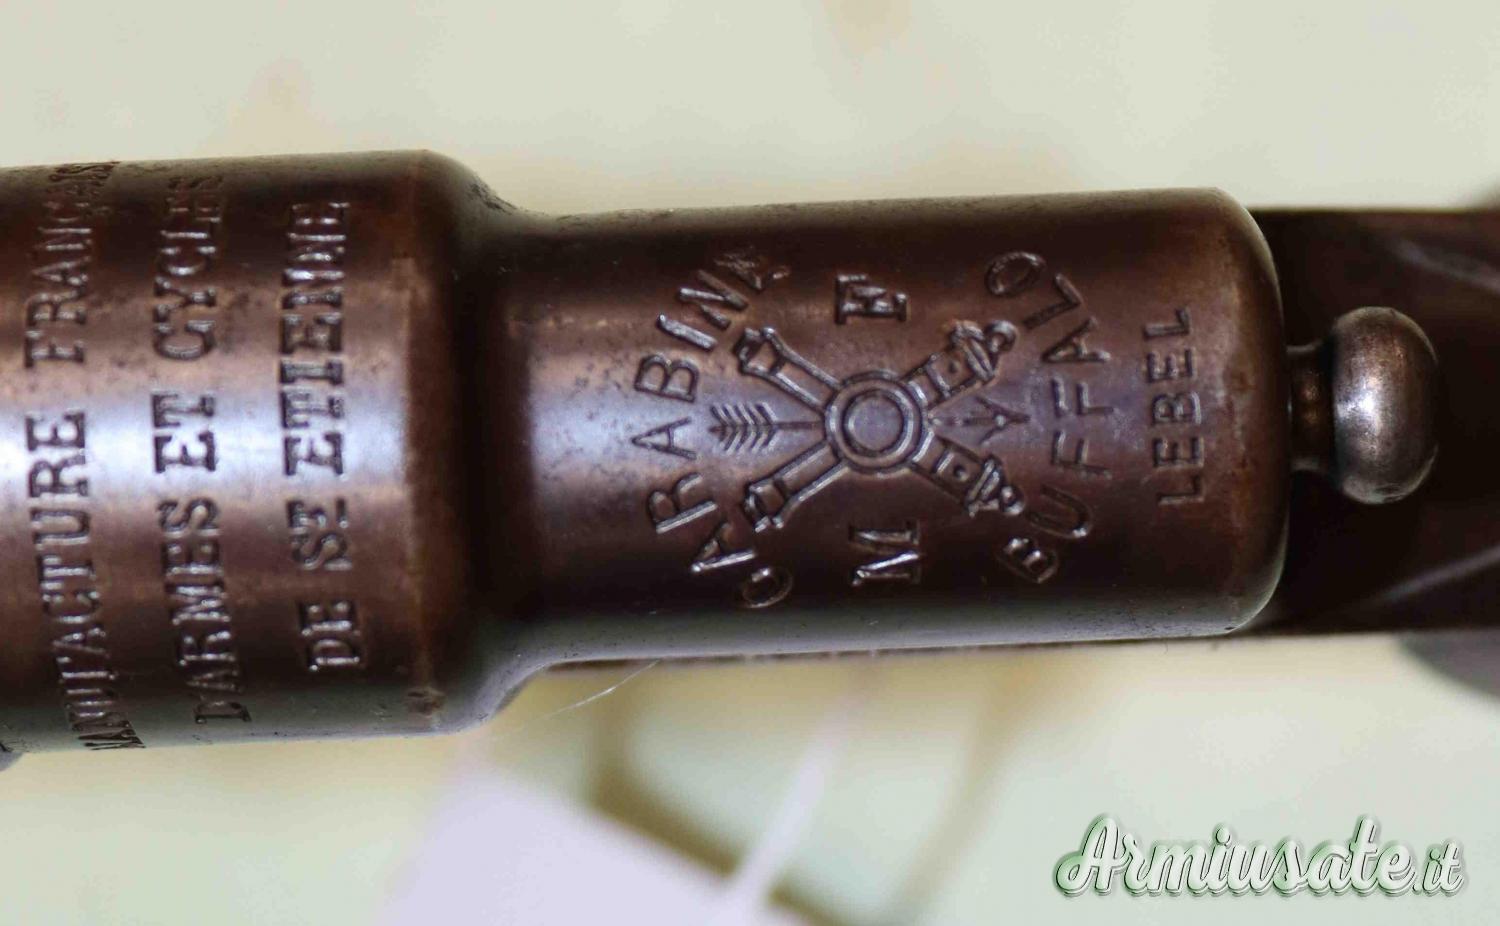 MANUFACTURE FRANÇAISE
D'ARMES ET CYCLES
DE ST ETIENNE
CARABINA
F
M
BUFFALO
LEBEL
Armiusate.it